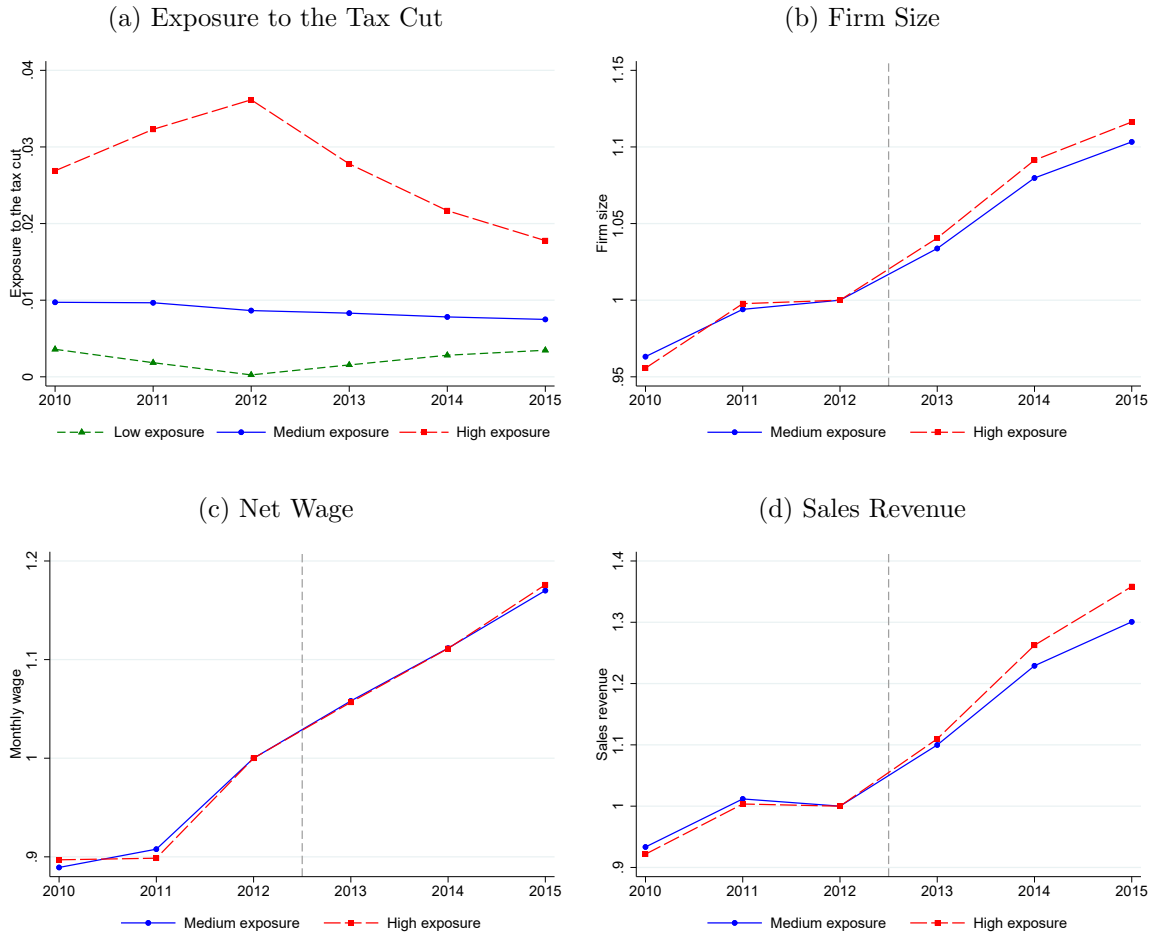 (a) Exposure to the Tax Cut
Exposure to the tax cut
.04
.03
.02
.01
0
2010 2011 2012 2013 2014 2015
Low exposure Medium exposure High exposure
(b) Firm Size
Firm size
1.15
1.1
1.05
1
.95
2010 2011 2012 2013 2014 2015
Medium exposure High exposure
(c) Net Wage
Monthly wage
1.2
1.1
1
.9
2010 2011 2012 2013 2014 2015
Medium exposure High exposure
(d) Sales Revenue
Sales revenue
1.4
1.3
1.2
1.1
1
.9
2010 2011 2012 2013 2014 2015
Medium exposure High exposure